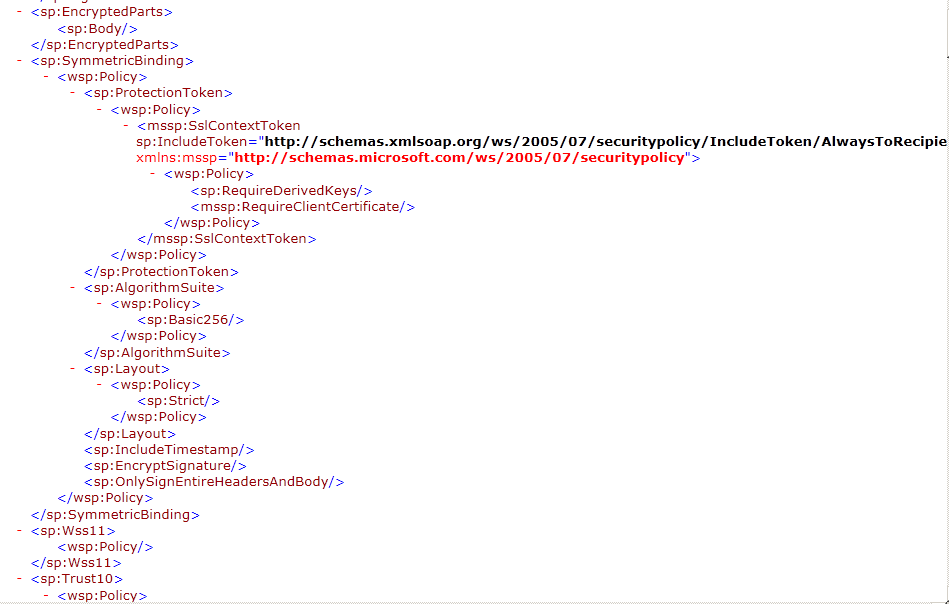 - <sp:EncryptedParts>
<sp:Body/>
</sp:EncryptedParts>
- <sp:SymmetricBinding>
- <wsp:Policy>
- <sp:ProtectionToken>
- <wsp:Policy>
- <mssp:SslContextToken
sp:IncludeToken="http://schemas.xmlsoap.org/ws/2005/07/securitypolicy/IncludeToken/AlwaysToRecipie
xmlns:mssp="http://schemas.microsoft.com/ws/2005/07/securitypolicy">
- <wsp:Policy>
<sp:RequireDerivedKeys/>
<mssp:RequireClientCertificate/>
</wsp:Policy>
</mssp:SslContextToken>
</wsp:Policy>
</sp:ProtectionToken>
- <sp:AlgorithmSuite>
- <wsp:Policy>
<sp:Basic256/>
</wsp:Policy>
</sp:AlgorithmSuite>
- <sp:Layout>
- <wsp:Policy>
<sp:Strict/>
</wsp:Policy>
</sp:Layout>
<sp:IncludeTimestamp/>
<sp:EncryptSignature/>
<sp:OnlySignEntireHeadersAndBody/>
</wsp:Policy>
</sp:SymmetricBinding>
- <sp:Wss11>
<wsp:Policy/>
</sp:Wss11>
- <sp:Trust10>
- <wsp:Policy>